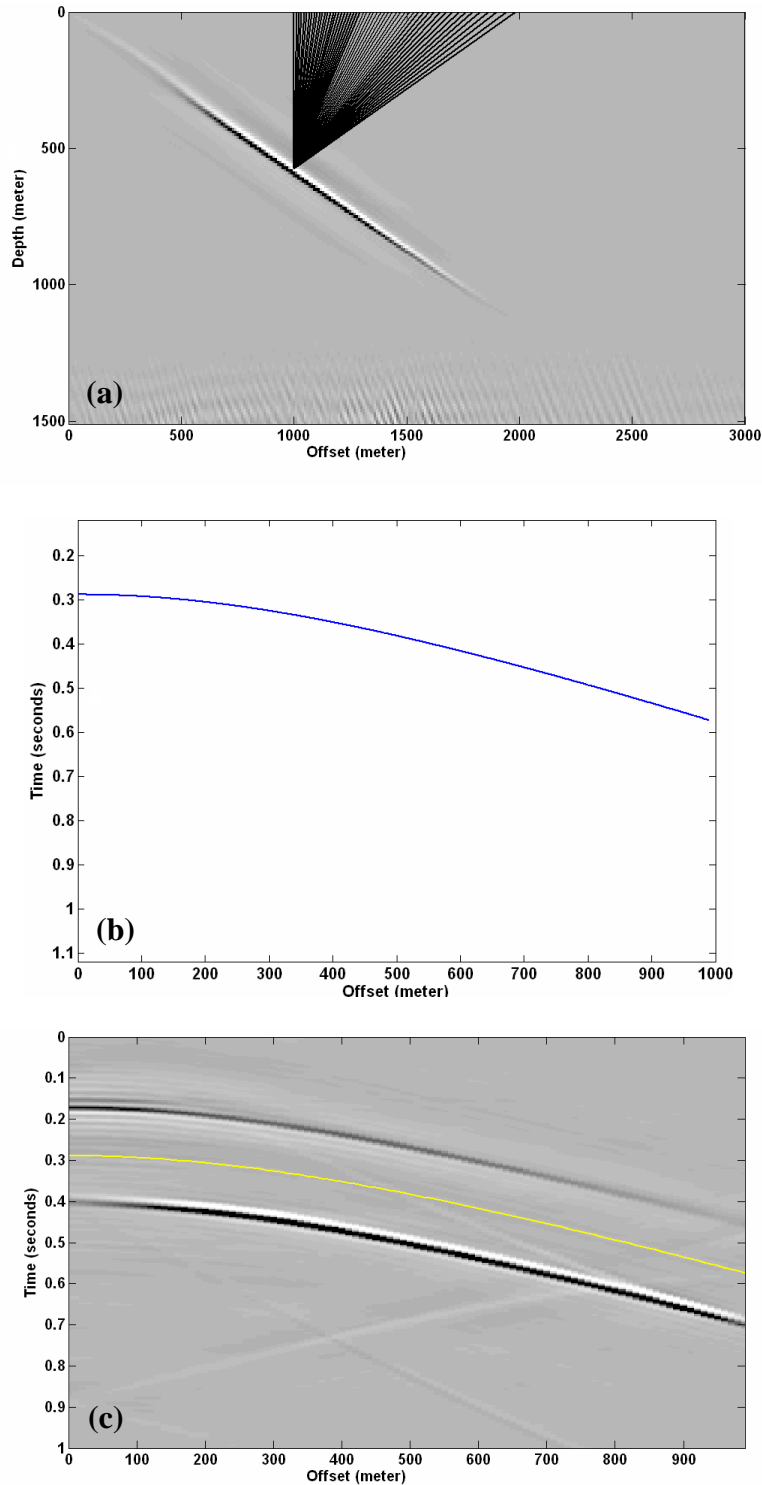 0
500
1000
1500
Depth (meter)
(a)
0 500 1000 1500 2000 2500 3000
Offset (meter)
0.2
0.3
0.4
0.5
0.6
0.7
0.8
0.9
1
1.1
Time (seconds)
(b)
0 100 200 300 400 500 600 700 800 900 1000
Offset (meter)
0
0.1
0.2
0.3
0.4
0.5
0.6
0.7
0.8
0.9
1
Time (seconds)
(c)
0 100 200 300 400 500 600 700 800 900
Offset (meter)